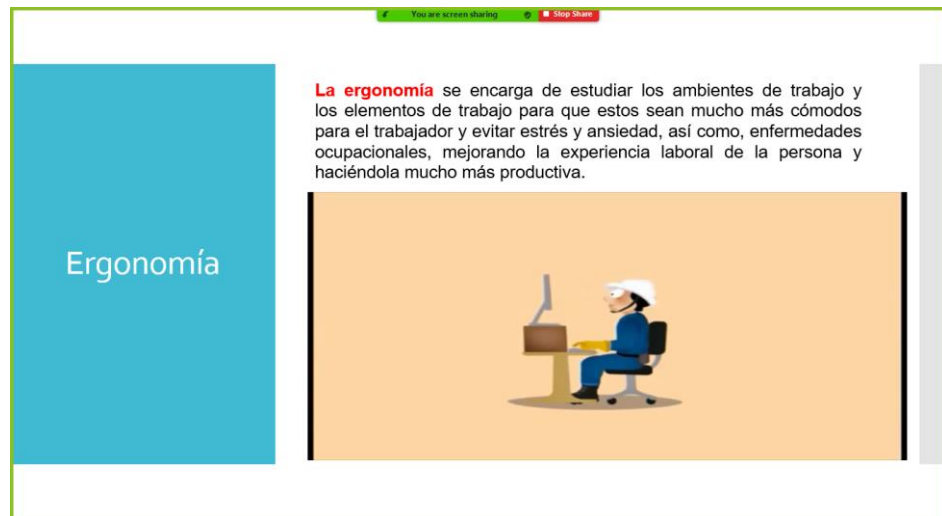 You are screen sharing
Stop Share
La ergonomía se encarga de estudiar los ambientes de trabajo y
los elementos de trabajo para que estos sean mucho más cómodos
para el trabajador y evitar estrés y ansiedad, así como, enfermedades
ocupacionales, mejorando la experiencia laboral de la persona y
haciéndola mucho más productiva.
Ergonomía